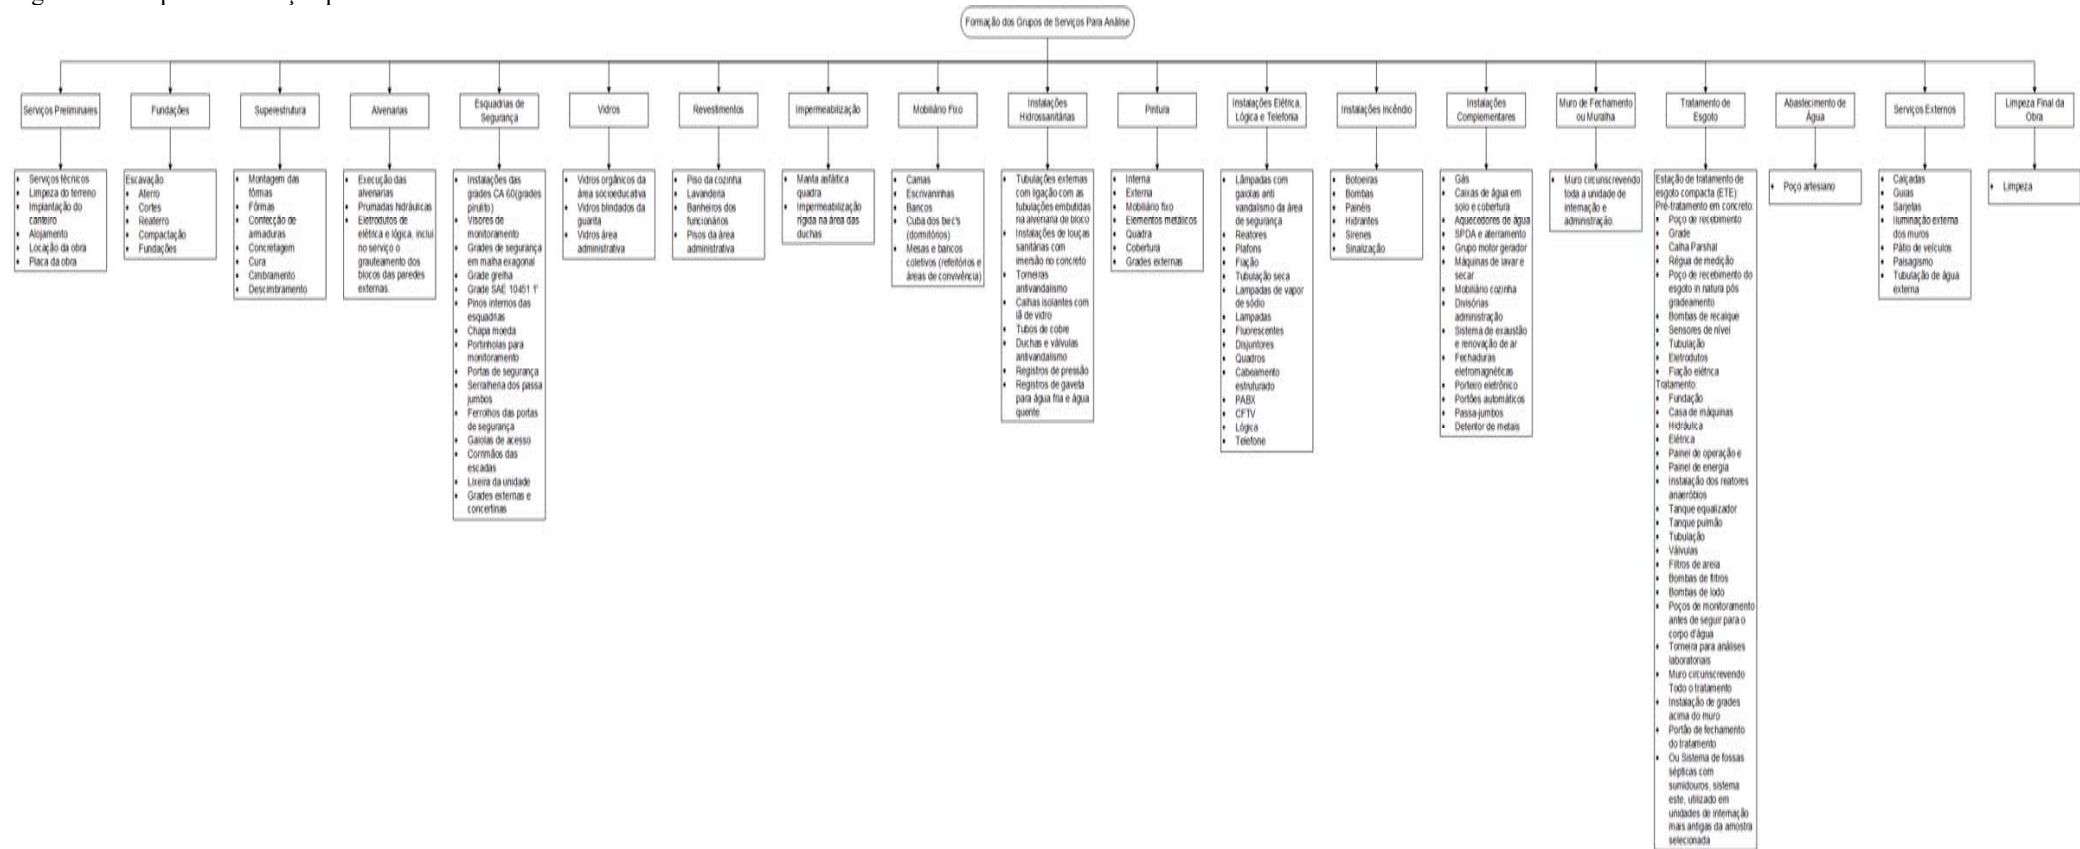 Formação dos Grupos de Serviços Para Análise
Serviços Preliminares
• Serviços técnicos
• Limpeza do terreno
• Implantação do
canteiro
• Alojamento
• Locação da obra
• Placa da obra
Fundações
Escavação
• Aterro
• Cortes
• Reaterro
• Compactação
• Fundações
Superestrutura
• Montagem das
fôrmas
• Fôrmas
• Confecção de
armaduras
• Concretagem
• Cura
• Cimbramento
• Descimbramento
Alvenarias
• Execução das
alvenarias
• Prumadas hidráulicas
• Eletrodutos de
elétrica e lógica, inclui
no serviço o
grauteamento dos
blocos das paredes
externas.
Esquadrias de
Segurança
• Instalações das
grades CA 60(grades
pirulito)
• Visores de
monitoramento
• Grades de segurança
em malha exagonal
• Grade grelha
• Grade SAE 10451 1"
• Pinos internos das
esquadrias
• Chapa moeda
• Portinholas para
monitoramento
• Portas de segurança
• Serralheria dos passa
jumbos
• Ferrolhos das portas
de segurança
• Gaiolas de acesso
• Corrimãos das
escadas
• Lixeira da unidade
• Grades externas e
concertinas
Vidros
• Vidros orgânicos da
área socioeducativa
• Vidros blindados da
guarita
• Vidros área
administrativa
Revestimentos
• Piso da cozinha
• Lavanderia
• Banheiros dos
funcionários
• Pisos da área
administrativa
Impermeabilização
• Manta asfáltica
quadra
• Impermeabilização
rígida na área das
duchas
Mobiliário Fixo
• Camas
• Escrivaninhas
• Bancos
• Cuba dos bwc's
(dormitórios)
• Mesas e bancos
coletivos (refeitórios e
áreas de convivência)
Instalações
Hidrossanitárias
• Tubulações externas
com ligação com as
tubulações embutidas
na alvenaria de bloco
• Instalações de louças
sanitárias com
imersão no concreto
• Torneiras
antivandalismo
• Calhas isolantes com
lã de vidro
• Tubos de cobre
• Duchas e válvulas
antivandalismo
• Registros de pressão
• Registros de gaveta
para água fria e água
quente
Pintura
• Interna
• Externa
• Mobiliário fixo
• Elementos metálicos
• Quadra
• Cobertura
• Grades externas
Instalações Elétrica,
Lógica e Telefonia
• Lâmpadas com
gaiolas anti
vandalismo da área
de segurança
• Reatores
• Plafons
• Fiação
• Tubulação seca
• Lampadas de vapor
de sódio
• Lampadas
• Fluorescentes
• Disjuntores
• Quadros
• Cabeamento
estruturado
• PABX
• CFTV
• Lógica
• Telefone
Instalações Incêndio
• Botoeiras
• Bombas
• Painéis
• Hidrantes
• Sirenes
• Sinalização
Instalações
Complementares
• Gás
• Caixas de água em
solo e cobertura
• Aquecedores de água
• SPDA e aterramento
• Grupo motor gerador
• Máquinas de lavar e
secar
• Mobiliário cozinha
• Divisórias
administração
• Sistema de exaustão
e renovação de ar
• Fechaduras
eletromagnéticas
• Porteiro eletrônico
• Portões automáticos
• Passa-jumbos
• Detentor de metais
Muro de Fechamento
ou Muralha
• Muro circunscrevendo
toda a unidade de
internação e
administração.
Tratamento de
Esgoto
Estação de tratamento de
esgoto compacta (ETE):
Pré-tratamento em concreto:
• Poço de recebimento
• Grade
• Calha Parshal
• Régua de medição
• Poço de recebimento do
esgoto in natura pós
gradeamento
• Bombas de recalque
• Sensores de nível
• Tubulação
• Eletrodutos
• Fiação elétrica
Tratamento:
• Fundação
• Casa de máquinas
• Hidráulica
• Elétrica
• Painel de operação e
• Painel de energia
• Instalação dos reatores
anaeróbios
• Tanque equalizador
• Tanque pulmão
• Tubulação
• Válvulas
• Filtros de areia
• Bombas de filtros
• Bombas de lodo
• Poços de monitoramento
antes de seguir para o
corpo d'água
• Torneira para análises
laboratoriais
• Muro circunscrevendo
Todo o tratamento
• Instalação de grades
acima do muro
• Portão de fechamento
do tratamento
• Ou Sistema de fossas
sépticas com
sumidouros, sistema
este, utilizado em
unidades de internação
mais antigas da amostra
selecionada
Abastecimento de
Água
• Poço artesiano
Serviços Externos
• Calçadas
• Guias
• Sarjetas
• Iluminação externa
dos muros
• Pátio de veículos
• Paisagismo
• Tubulação de água
externa
Limpeza Final da
Obra
• Limpeza